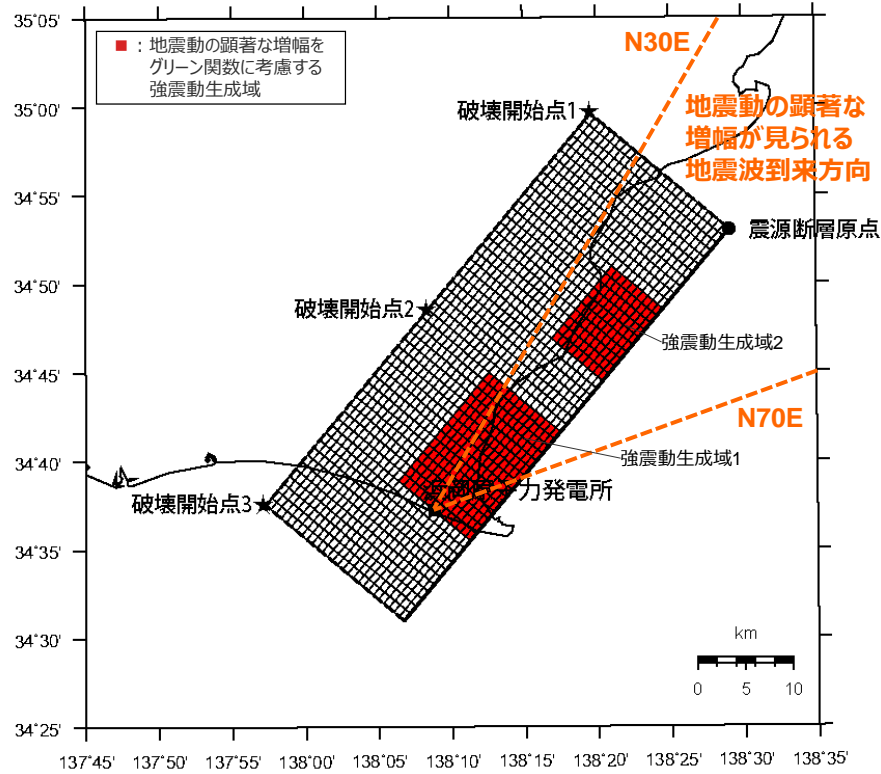 35°05'
35°00'
34°55'
34°50'
34°45'
34°40'
34°35'
34°30'
34°25'
■ : 地震動の顕著な増幅を
グリーン関数に考慮する
強震動生成域
N30E
地震動の顕著な
増幅が見られる
地震波到来方向
破壊開始点1
震源断層原点
破壊開始点2
強震動生成域2
N70E
強震動生成域1
力発電所
破壊開始点3
km
0 5 10
137°45' 137°50' 137°55' 138°00' 138°05' 138°10' 138°15' 138°20' 138°25' 138°30' 138°35'